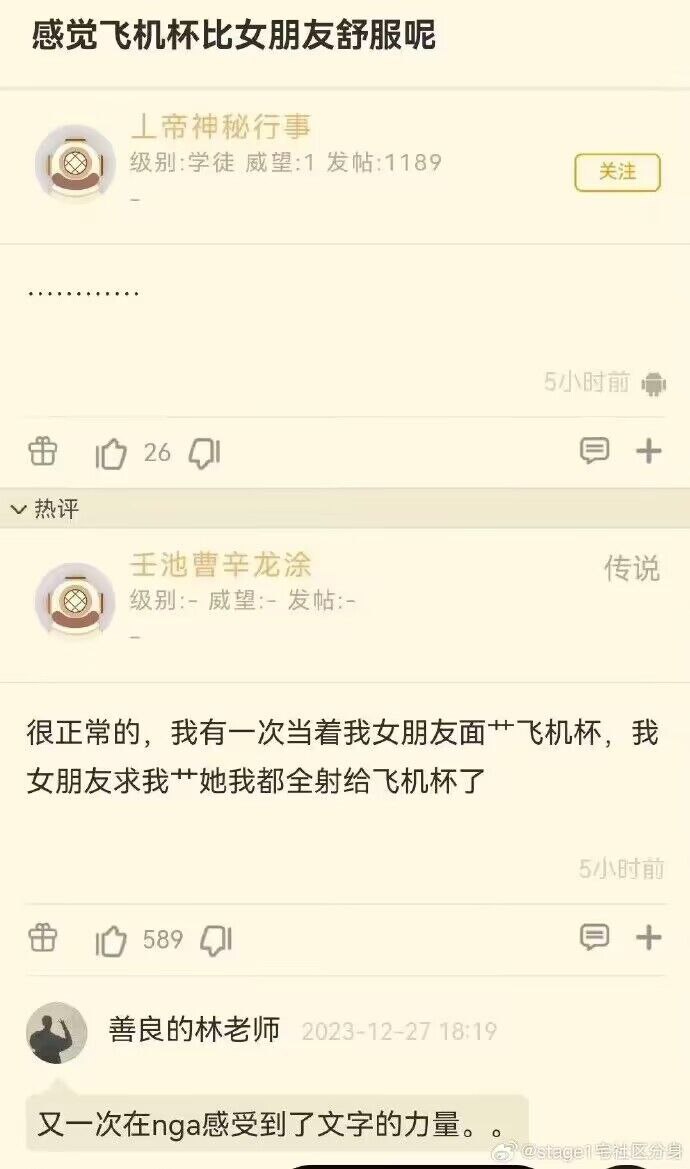 感觉飞机杯比女朋友舒服呢
上帝神秘行事
级别:学徒 威望:1 发帖:1189
关注
-
…………
5小时前
26
热评
壬池曹辛龙涂
传说
级别:- 威望:- 发帖:-
-
很正常的，我有一次当着我女朋友面艹飞机杯，我
女朋友求我艹她我都全射给飞机杯了
5小时前
589
善良的林老师 2023-12-27 18:19
又一次在nga感受到了文字的力量。。
@stage1宅社区分身